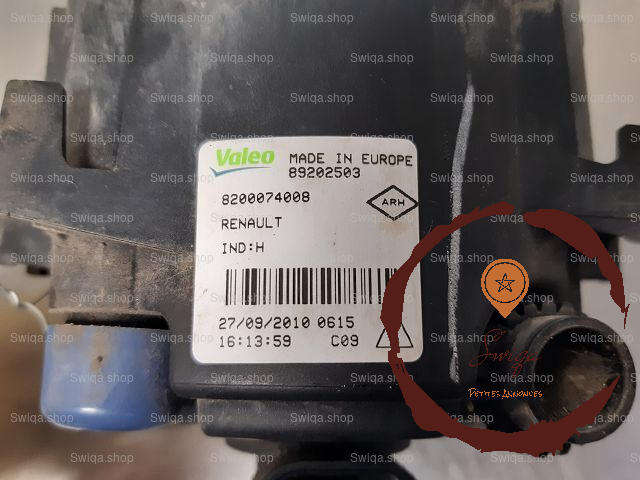 Valeo MADE IN EUROPE
89202503
8200074008
ARH
RENAULT
IND:H
27/09/2010 0615
16:13:59 C09
Swiqa
PETITES ANNONCES
Swiqa.shop